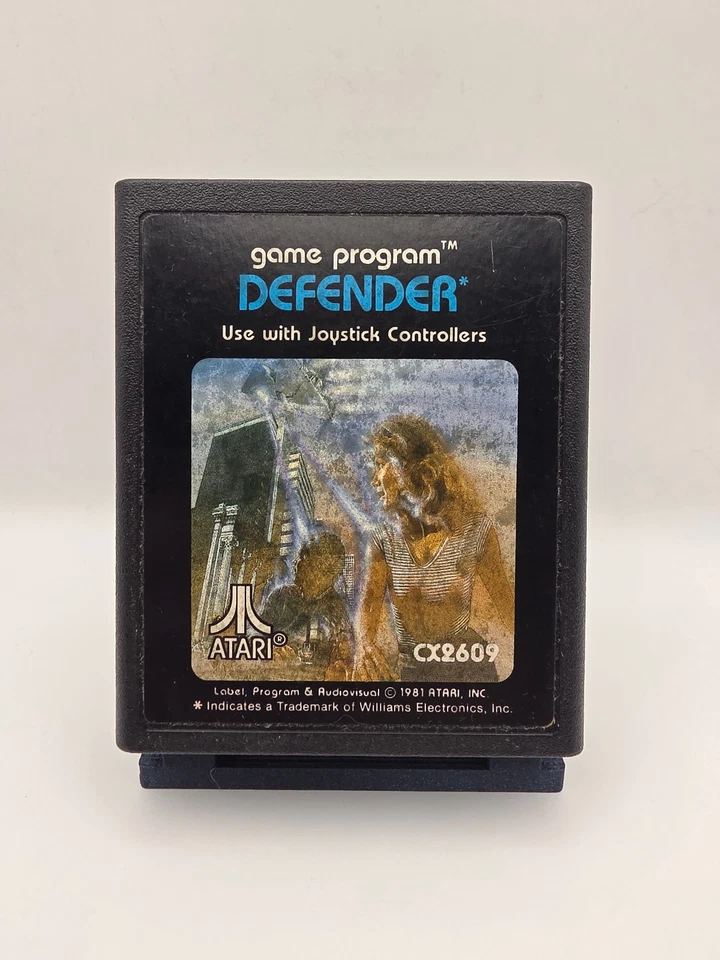 game program™
DEFENDER*
Use with Joystick Controllers
ATARI®
CX2609
Label, Program & Audiovisual © 1981 ATARI, INC.
* Indicates a Trademark of Williams Electronics, Inc.